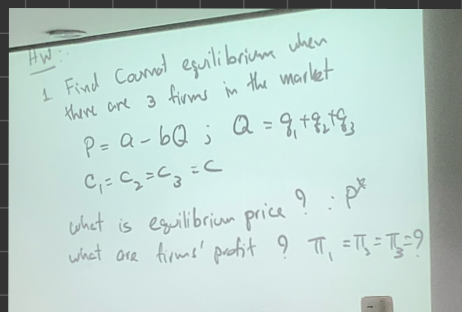 HW:
1 Find Cournot equilibrium when
there are 3 firms in the market
P = a - bQ ; Q = q₁+q₂+q₃
C₁ = C₂ = C₃ = C
what is equilibrium price ? : P*
what are firms' profit ? π₁ = π₂ = π₃ = ?